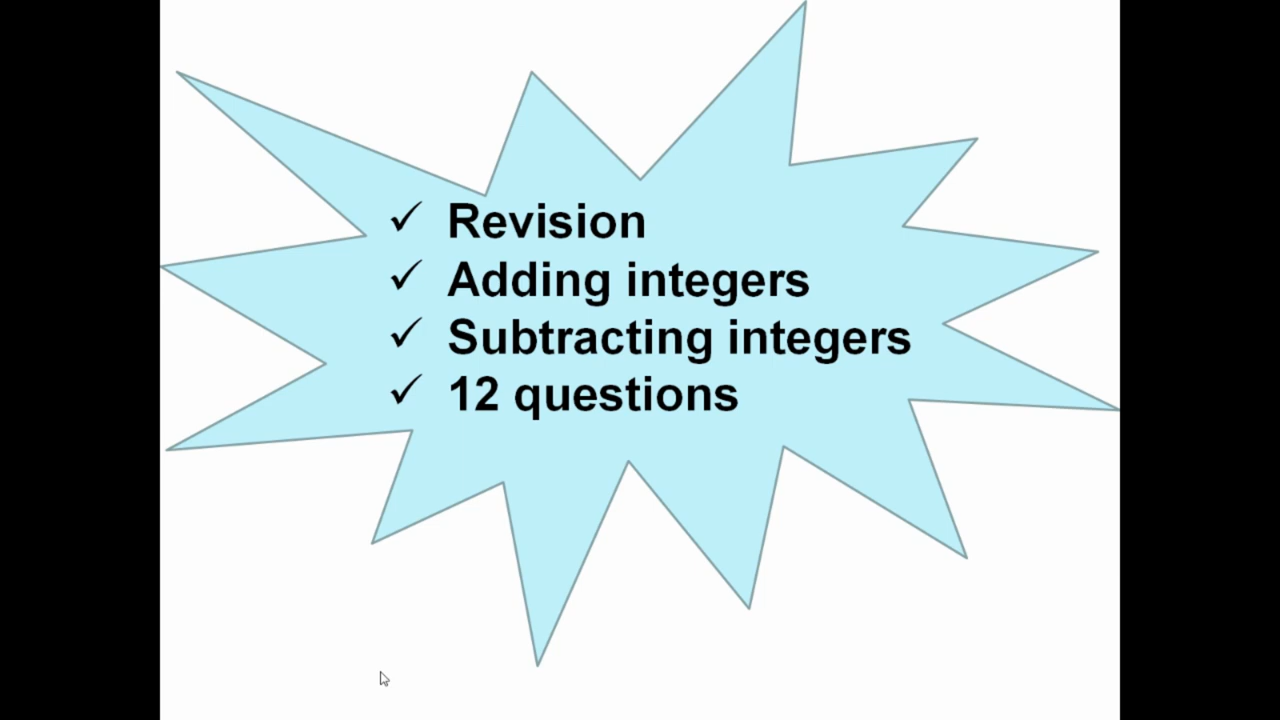 ✓ Revision
✓ Adding integers
✓ Subtracting integers
✓ 12 questions